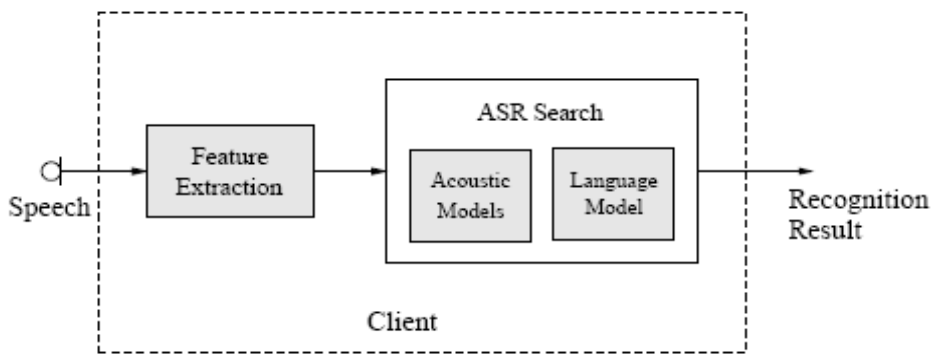 Speech
Feature
Extraction
ASR Search
Acoustic
Models
Language
Model
Recognition
Result
Client